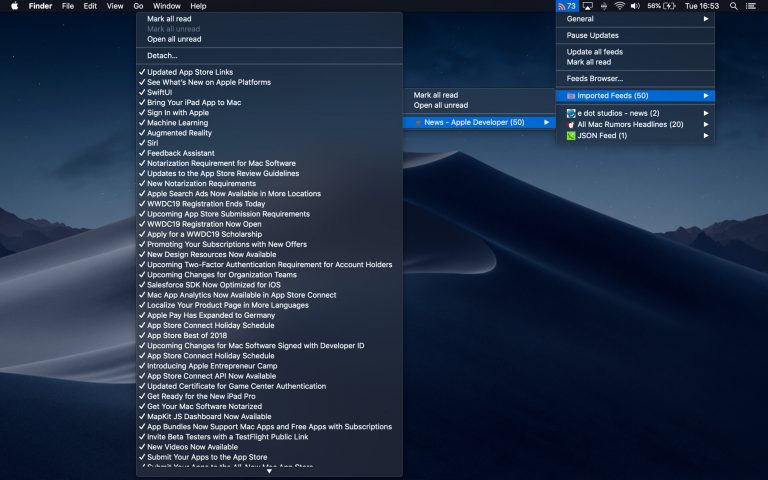 Finder File Edit View Go Window Help
73 56% Tue 16:53
Mark all read
Mark all unread
Open all unread
Detach...
✓ Updated App Store Links
✓ See What's New on Apple Platforms
✓ SwiftUI
✓ Bring Your iPad App to Mac
✓ Sign In with Apple
✓ Machine Learning
✓ Augmented Reality
✓ Siri
✓ Feedback Assistant
✓ Notarization Requirement for Mac Software
✓ Updates to the App Store Review Guidelines
✓ New Notarization Requirements
✓ Apple Search Ads Now Available in More Locations
✓ WWDC19 Registration Ends Today
✓ Upcoming App Store Submission Requirements
✓ WWDC19 Registration Now Open
✓ Apply for a WWDC19 Scholarship
✓ Promoting Your Subscriptions with New Offers
✓ New Design Resources Now Available
✓ Upcoming Two-Factor Authentication Requirement for Account Holders
✓ Upcoming Changes for Organization Teams
✓ Salesforce SDK Now Optimized for iOS
✓ Mac App Analytics Now Available in App Store Connect
✓ Localize Your Product Page in More Languages
✓ Apple Pay Has Expanded to Germany
✓ App Store Connect Holiday Schedule
✓ App Store Best of 2018
✓ Upcoming Changes for Mac Software Signed with Developer ID
✓ App Store Connect Holiday Schedule
✓ Introducing Apple Entrepreneur Camp
✓ App Store Connect API Now Available
✓ Updated Certificate for Game Center Authentication
✓ Get Ready for the New iPad Pro
✓ Get Your Mac Software Notarized
✓ MapKit JS Dashboard Now Available
✓ App Bundles Now Support Mac Apps and Free Apps with Subscriptions
✓ Invite Beta Testers with a TestFlight Public Link
✓ New Videos Now Available
✓ Submit Your Apps to the App Store
✓ Submit Your Apps to the All-New Mac App Store
Mark all read
Open all unread
News - Apple Developer (50)
General
Pause Updates
Update all feeds
Mark all read
Feeds Browser...
Imported Feeds (50)
e dot studios - news (2)
All Mac Rumors Headlines (20)
JSON Feed (1)